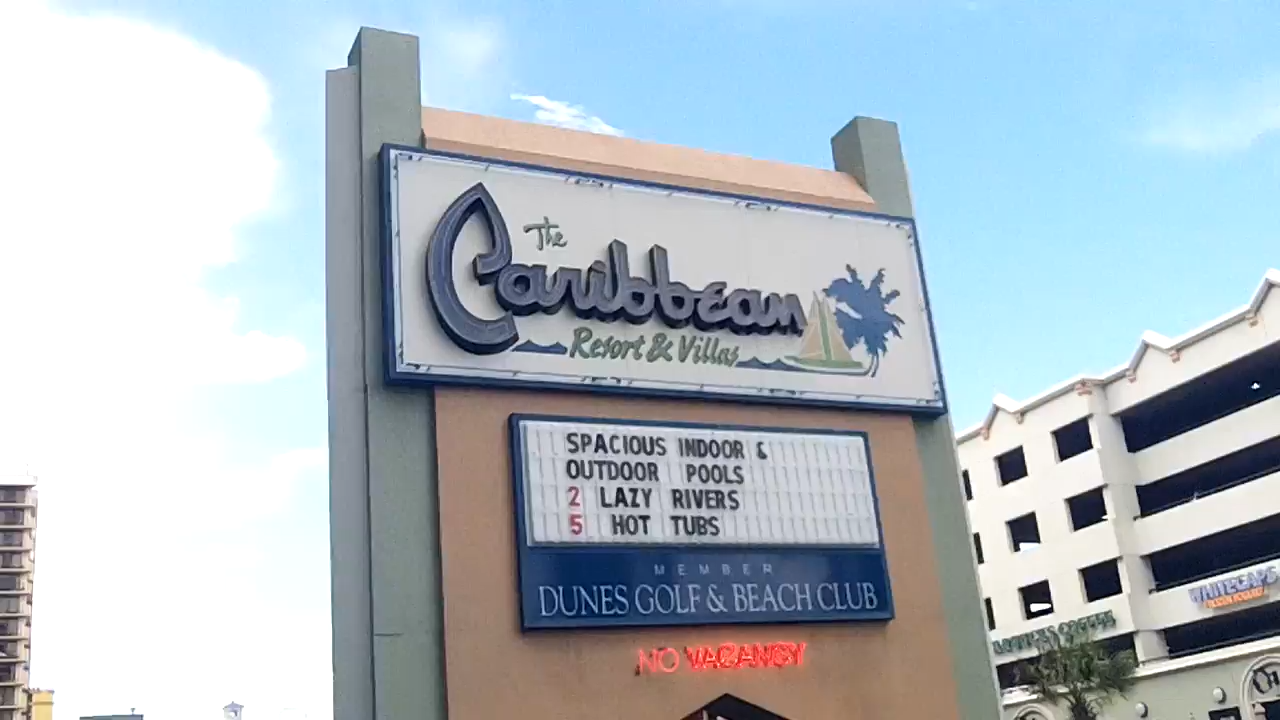 The
Caribbean
Resort & Villas
SPACIOUS INDOOR &
OUTDOOR POOLS
2 LAZY RIVERS
5 HOT TUBS
MEMBER
DUNES GOLF & BEACH CLUB
NO VACANCY
WHITECAPS
COFFEE